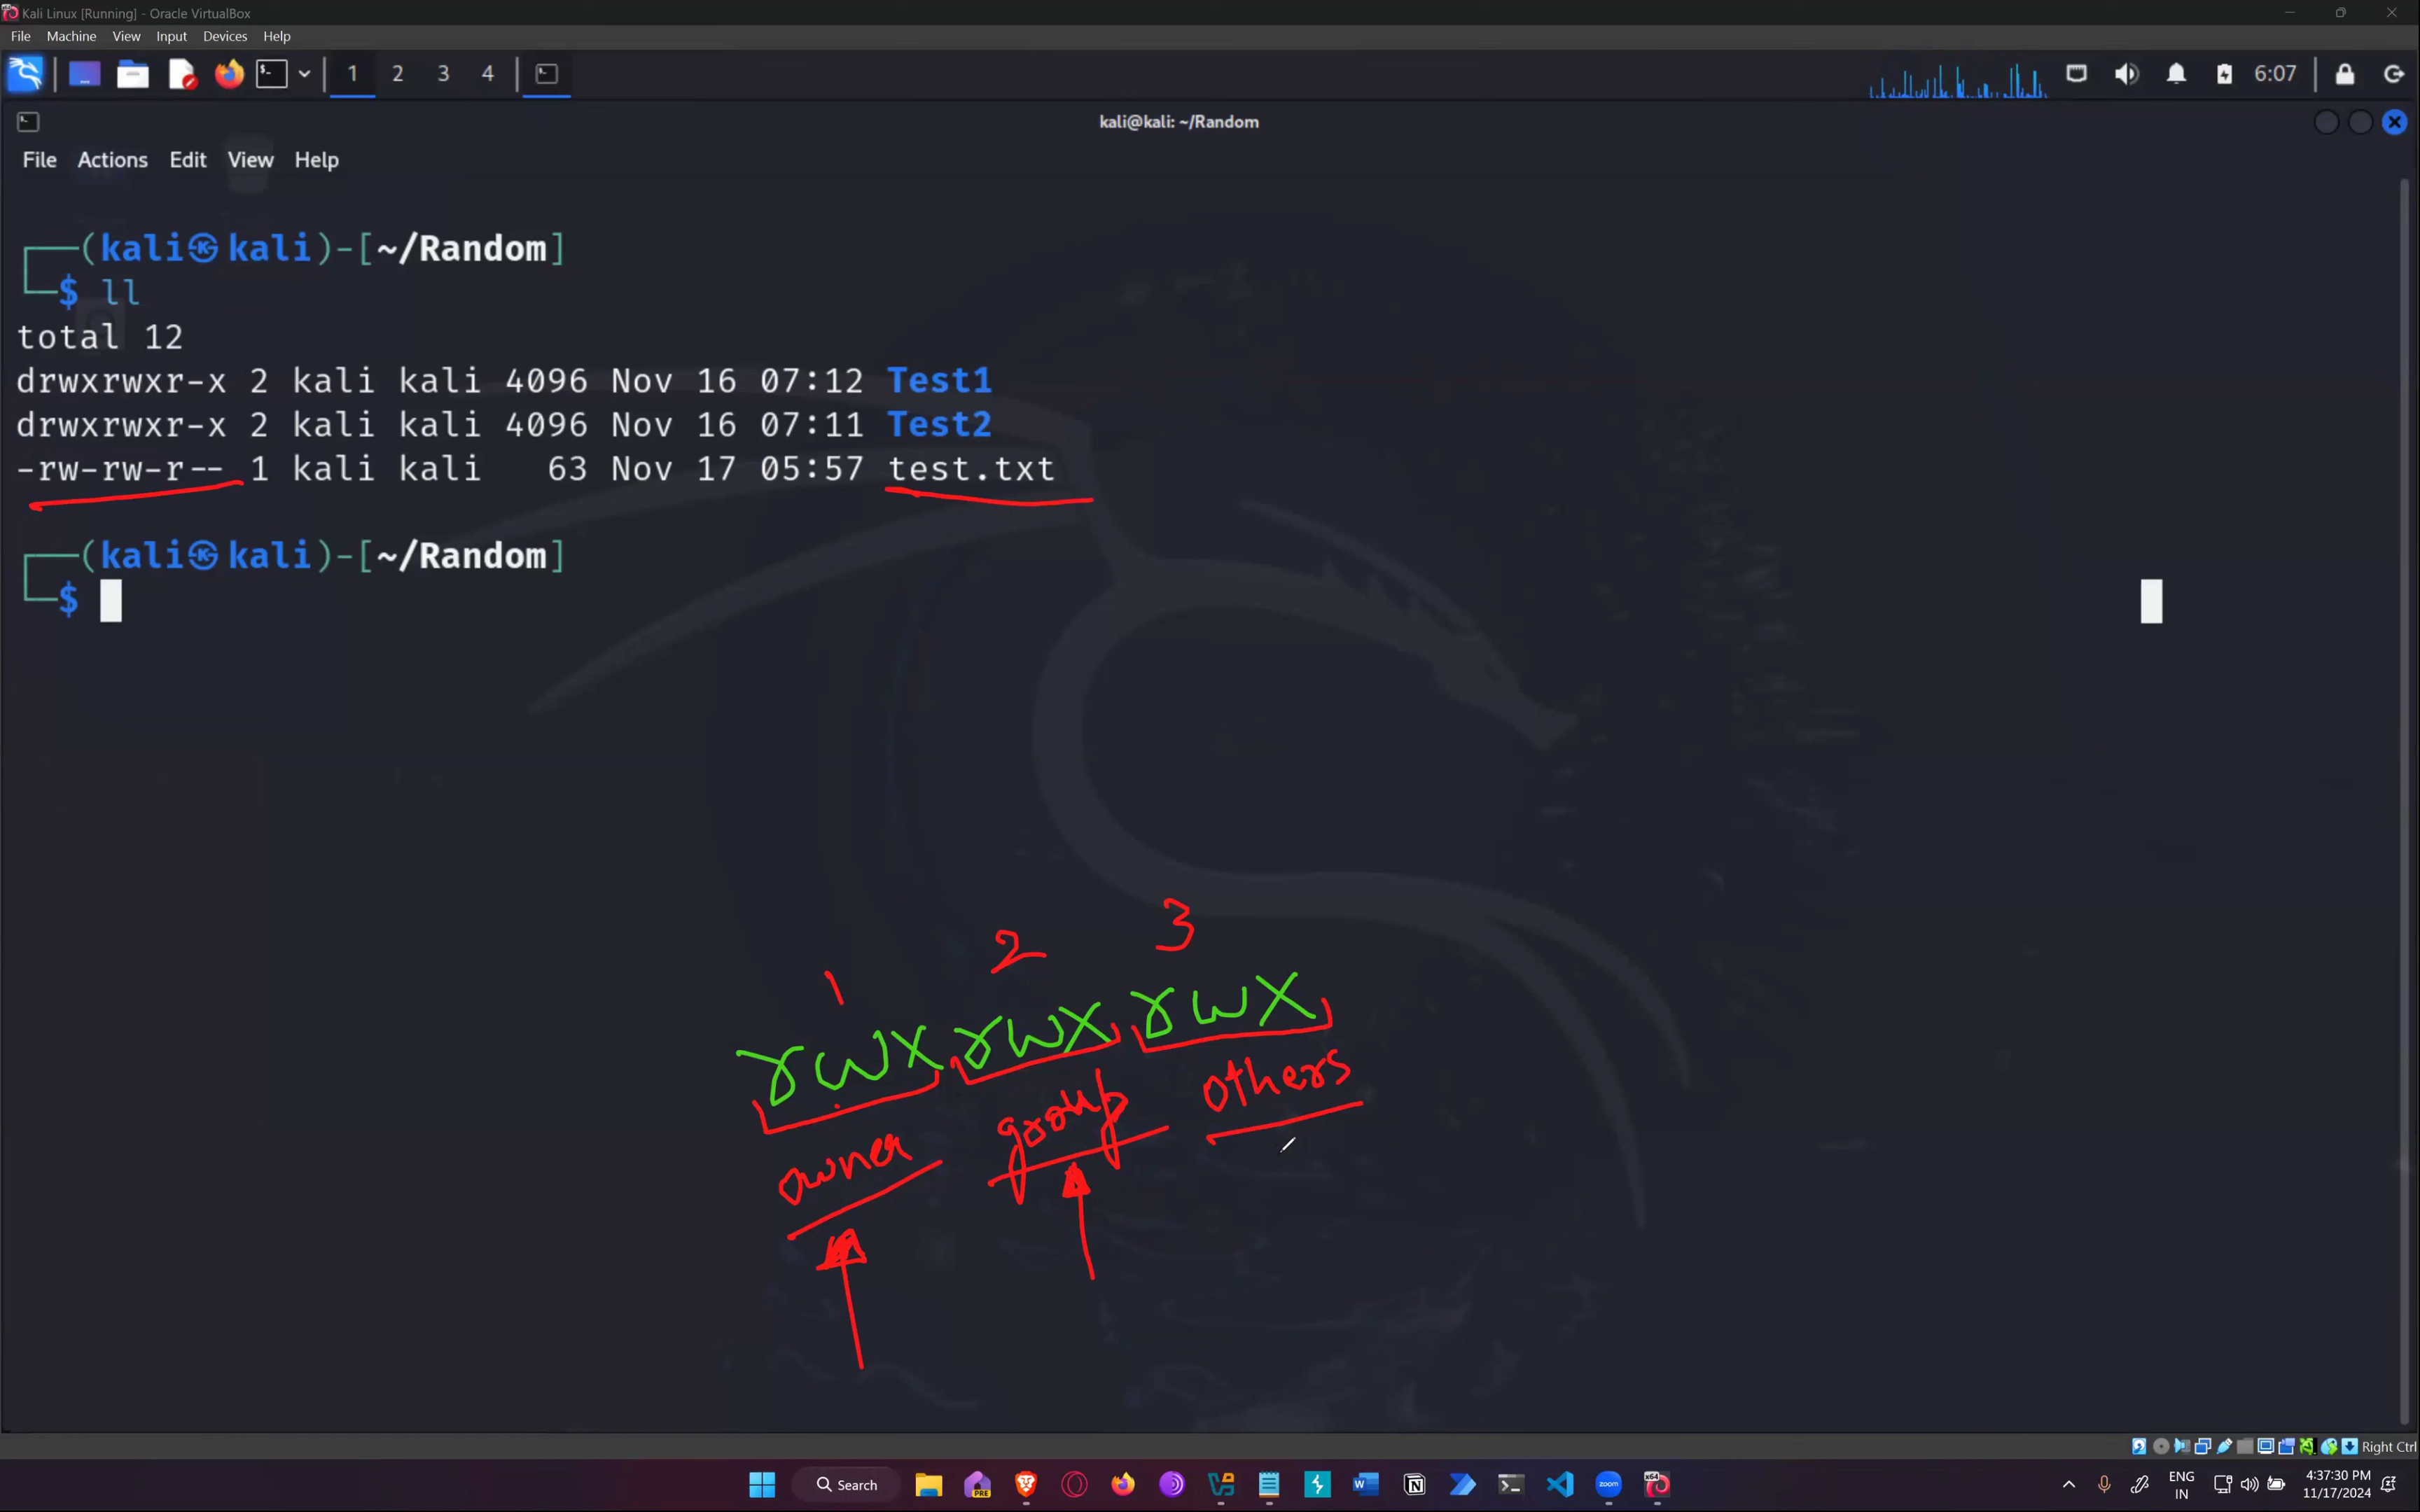 Kali Linux [Running] - Oracle VirtualBox
File Machine View Input Devices Help
1 2 3 4 6:07
kali@kali: ~/Random
File Actions Edit View Help
┌──(kali㉿kali)-[~/Random]
└─$ ll
total 12
drwxrwxr-x 2 kali kali 4096 Nov 16 07:12 Test1
drwxrwxr-x 2 kali kali 4096 Nov 16 07:11 Test2
-rw-rw-r-- 1 kali kali   63 Nov 17 05:57 test.txt
┌──(kali㉿kali)-[~/Random]
└─$
1 2 3
rwx rwx rwx
owner group others
Right Ctrl
Search PRE W zoom x64 ENG 4:37:30 PM
IN 11/17/2024